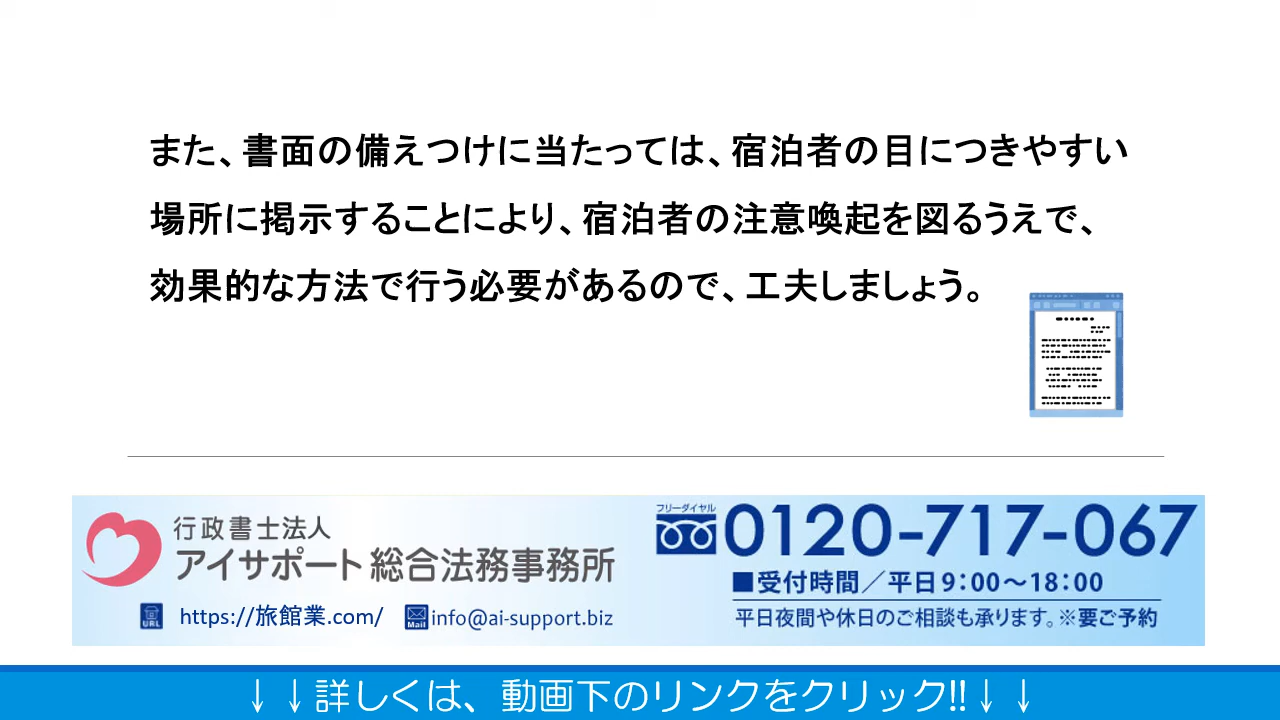 また、書面の備えつけに当たっては、宿泊者の目につきやすい
場所に掲示することにより、宿泊者の注意喚起を図るうえで、
効果的な方法で行う必要があるので、工夫しましょう。
行政書士法人
アイサポート 総合法務事務所
URL https://旅館業.com/ Mail info@ai-support.biz
フリーダイヤル
0120-717-067
■受付時間／平日9：00～18：00
平日夜間や休日のご相談も承ります。※要ご予約
↓↓詳しくは、動画下のリンクをクリック!!↓↓